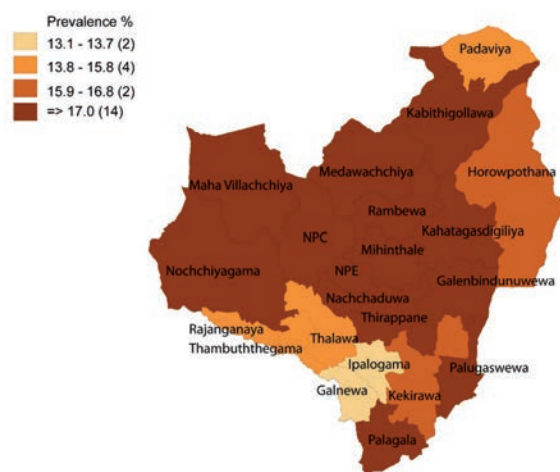 Prevalence %
13.1 - 13.7 (2)
13.8 - 15.8 (4)
15.9 - 16.8 (2)
=> 17.0 (14)
Padaviya
Kabithigollawa
Medawachchiya
Horowpothana
Maha Villachchiya
Rambewa
Kahatagasdigiliya
NPC
Mihinthale
Nochchiyagama
NPE
Galenbindunuwewa
Nachchaduwa
Thirappane
Rajanganaya
Thalawa
Thambuththegama
Ipalogama
Palugaswewa
Galnewa
Kekirawa
Palagala